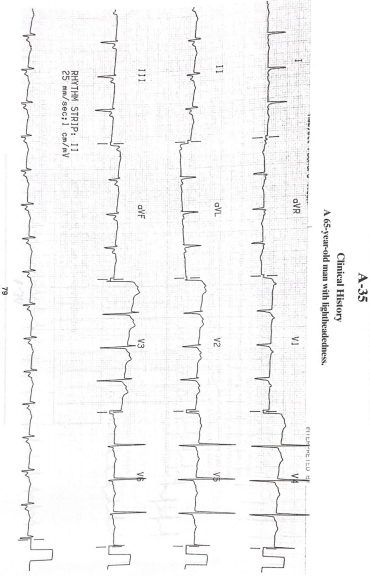 A-35
Clinical History
A 65-year-old man with lightheadedness.
I
aVR
V1
V4
II
aVL
V2
V5
III
aVF
V3
V6
RHYTHM STRIP: II
25 mm/sec;1 cm/mV
79